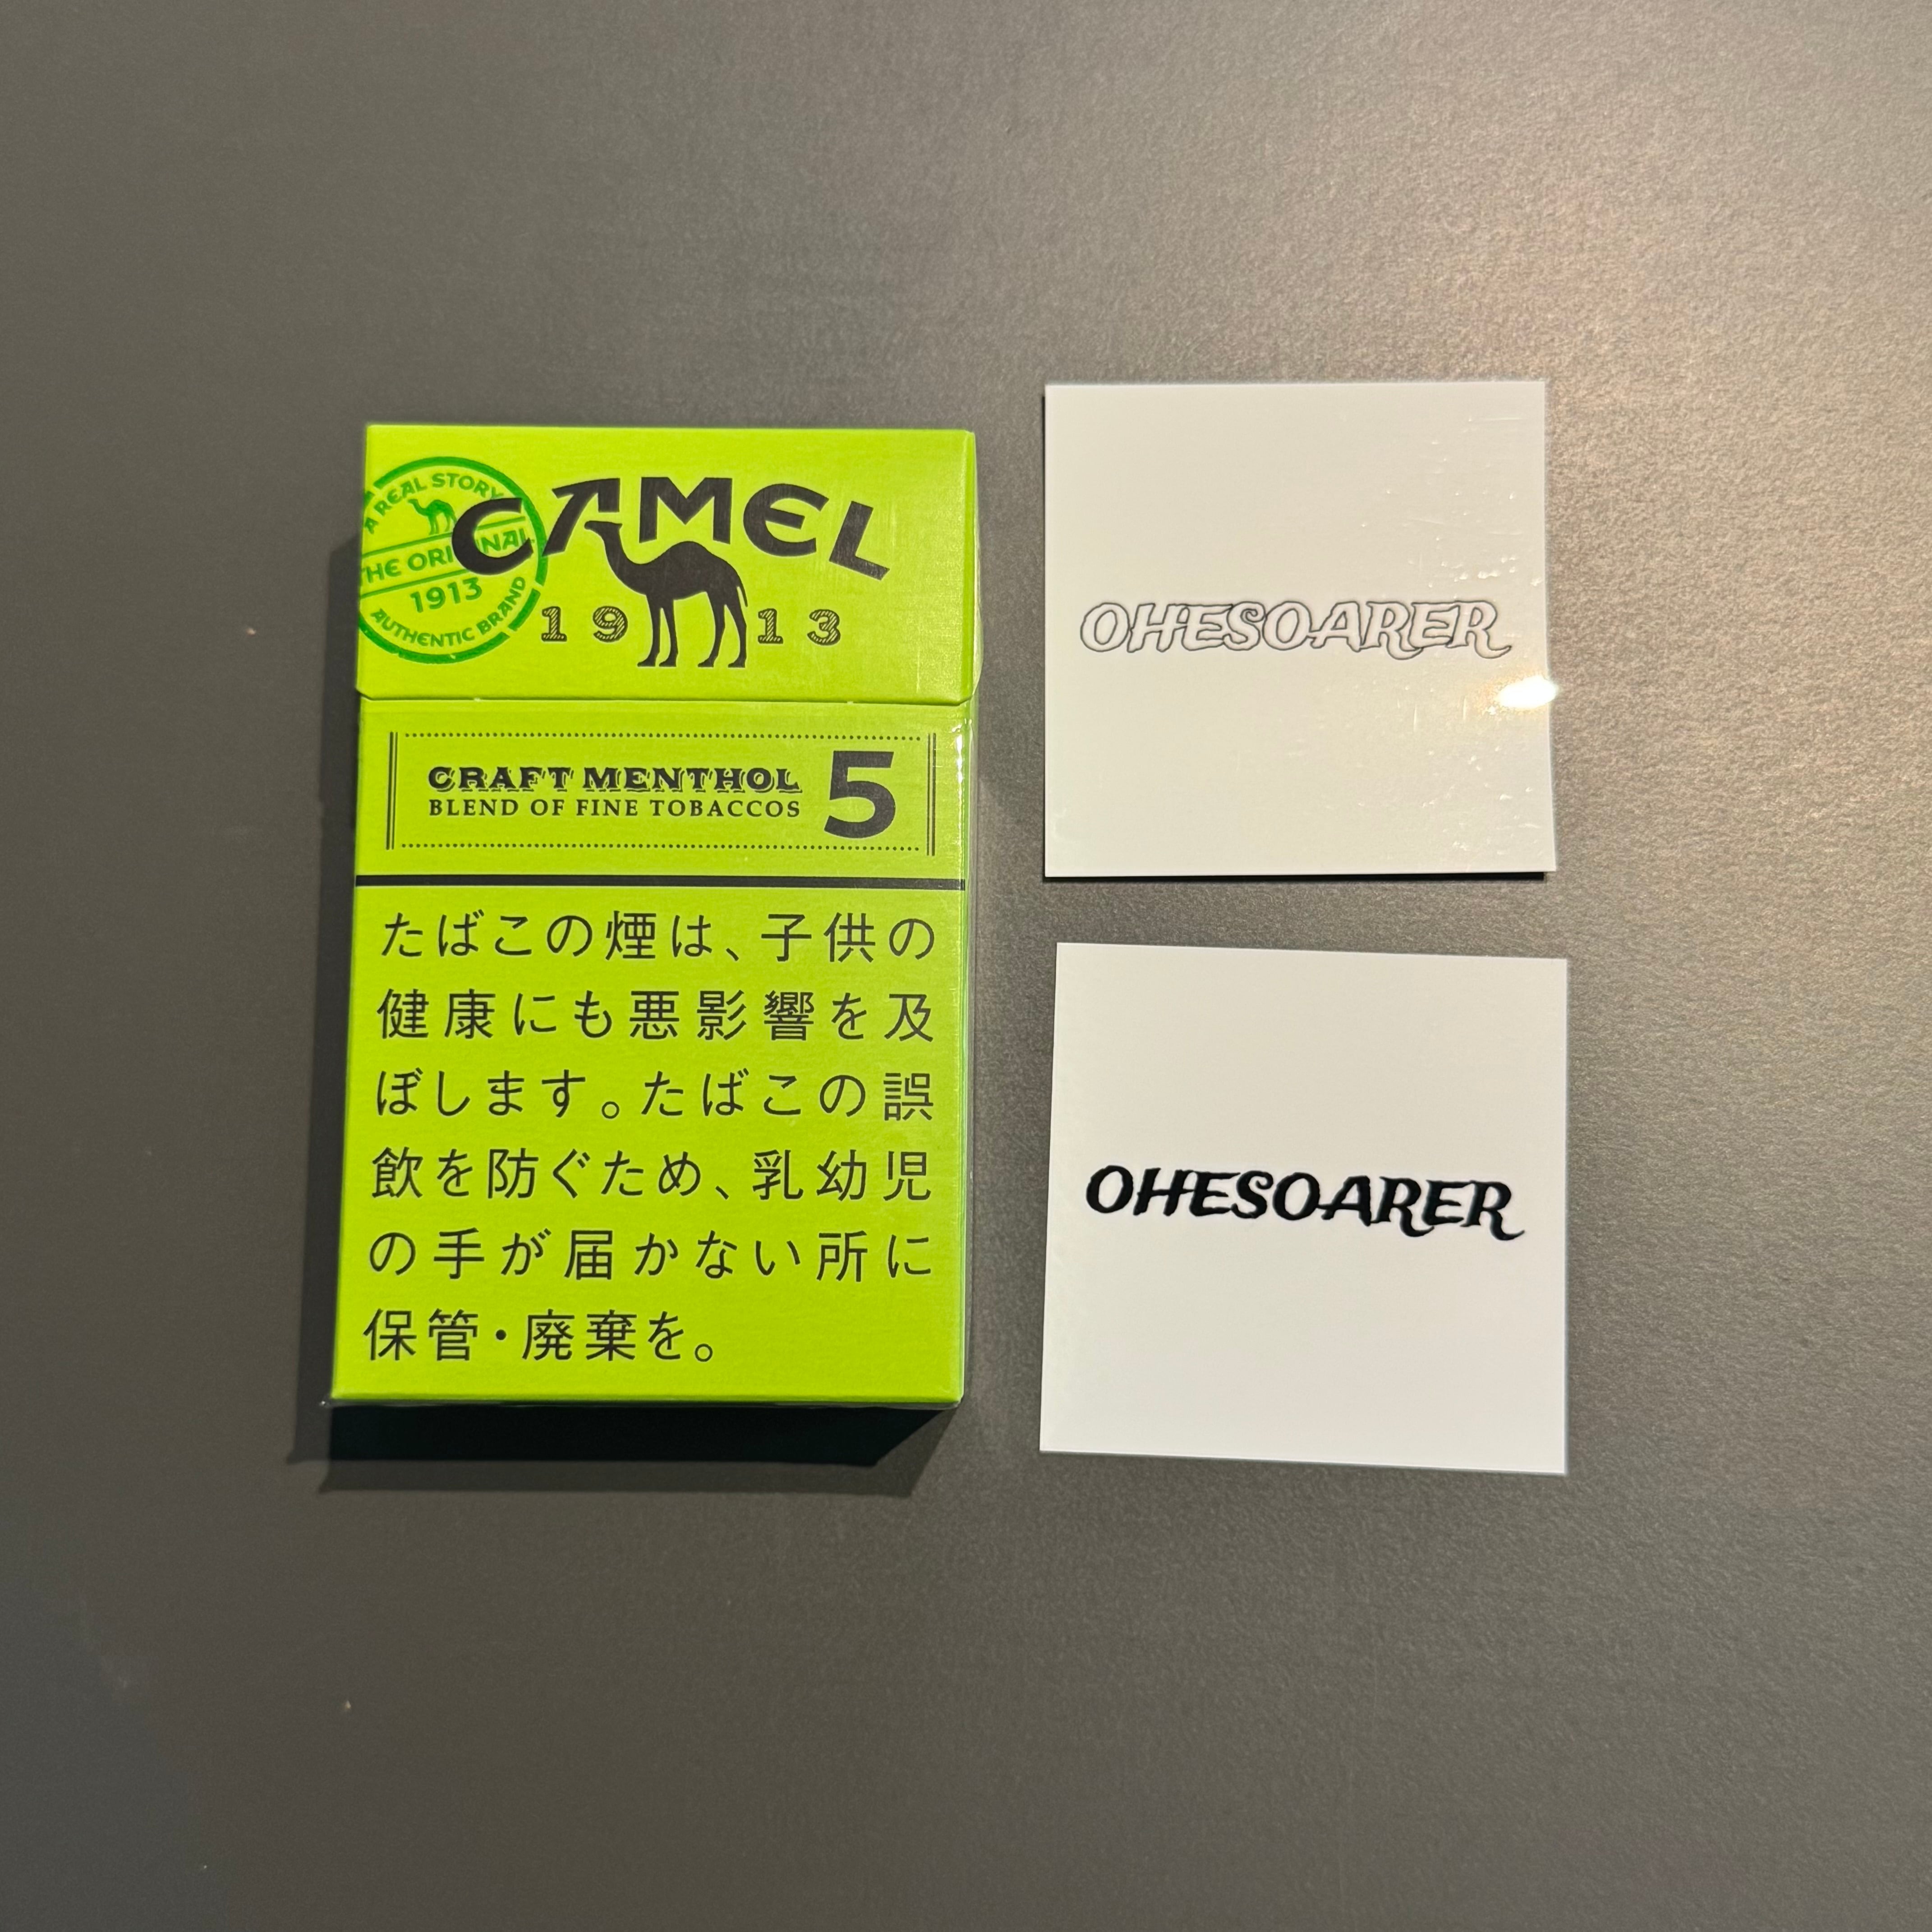 A REAL STORY
THE ORIGINAL
1913
AUTHENTIC BRAND
CAMEL
1913
CRAFT MENTHOL
BLEND OF FINE TOBACCOS
5
たばこの煙は、子供の
健康にも悪影響を及
ぼします。たばこの誤
飲を防ぐため、乳幼児
の手が届かない所に
保管・廃棄を。
OHESOARER
OHESOARER